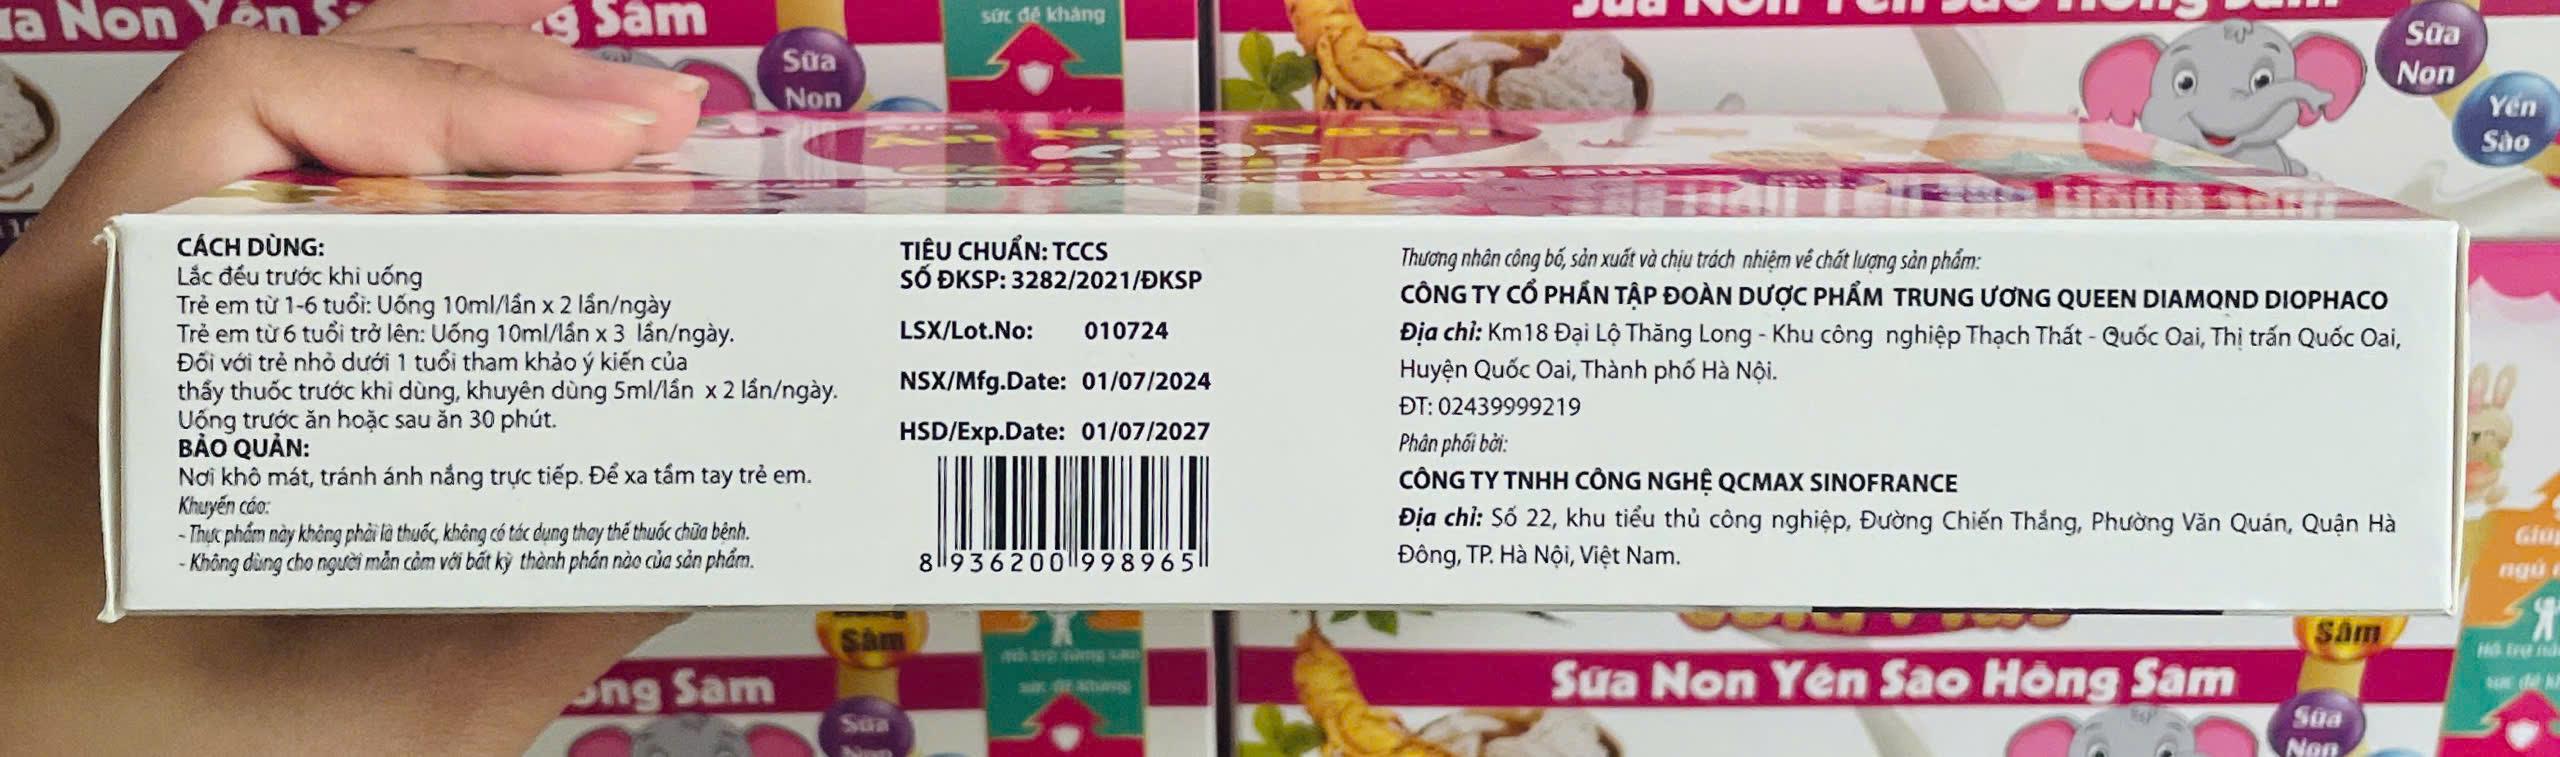 Sâm
sức đề kháng
Sữa
Non
Sữa
Non
Yến
Sào
CÁCH DÙNG:
Lắc đều trước khi uống
Trẻ em từ 1-6 tuổi: Uống 10ml/lần x 2 lần/ngày
Trẻ em từ 6 tuổi trở lên: Uống 10ml/lần x 3 lần/ngày.
Đối với trẻ nhỏ dưới 1 tuổi tham khảo ý kiến của
thầy thuốc trước khi dùng, khuyên dùng 5ml/lần x 2 lần/ngày.
Uống trước ăn hoặc sau ăn 30 phút.
BẢO QUẢN:
Nơi khô mát, tránh ánh nắng trực tiếp. Để xa tầm tay trẻ em.
Khuyến cáo:
- Thực phẩm này không phải là thuốc, không có tác dụng thay thế thuốc chữa bệnh.
- Không dùng cho người mẫn cảm với bất kỳ thành phần nào của sản phẩm.
TIÊU CHUẨN: TCCS
SỐ ĐKSP: 3282/2021/ĐKSP
LSX/Lot.No: 010724
NSX/Mfg.Date: 01/07/2024
HSD/Exp.Date: 01/07/2027
8 936200 998965
Thương nhân công bố, sản xuất và chịu trách nhiệm về chất lượng sản phẩm:
CÔNG TY CỔ PHẦN TẬP ĐOÀN DƯỢC PHẨM TRUNG ƯƠNG QUEEN DIAMQND DIOPHACO
Địa chỉ: Km18 Đại Lộ Thăng Long - Khu công nghiệp Thạch Thất - Quốc Oai, Thị trấn Quốc Oai,
Huyện Quốc Oai, Thành phố Hà Nội.
ĐT: 02439999219
Phân phối bởi:
CÔNG TY TNHH CÔNG NGHỆ QCMAX SINOFRANCE
Địa chỉ: Số 22, khu tiểu thủ công nghiệp, Đường Chiến Thắng, Phường Văn Quán, Quận Hà
Đông, TP. Hà Nội, Việt Nam.
Sâm
Sâm
Sữa
Sâm
Sữa Non Yến Sào Hồng Sâm
Sữa
Non